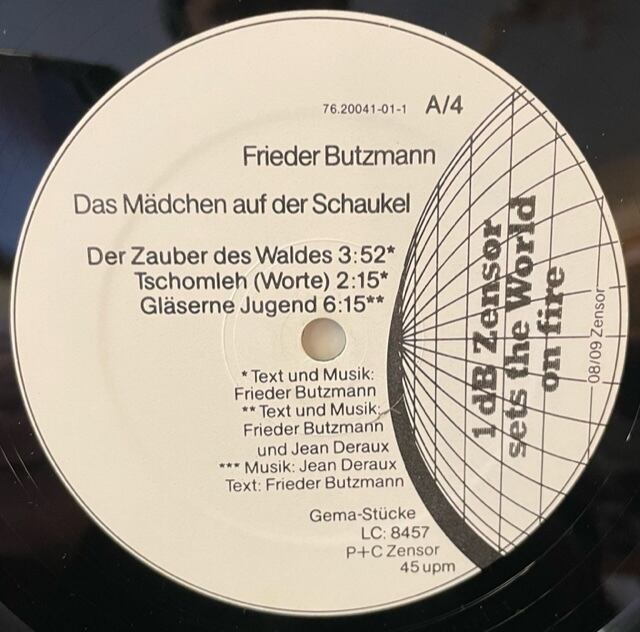 76.20041-01-1 A/4
Frieder Butzmann
Das Mädchen auf der Schaukel
Der Zauber des Waldes 3:52*
Tschomleh (Worte) 2:15*
Gläserne Jugend 6:15**
* Text und Musik:
Frieder Butzmann
** Text und Musik:
Frieder Butzmann
und Jean Deraux
*** Musik: Jean Deraux
Text: Frieder Butzmann
Gema-Stücke
LC: 8457
P+C Zensor
45 upm
1 dB Zensor
sets the World
on fire
08/09 Zensor